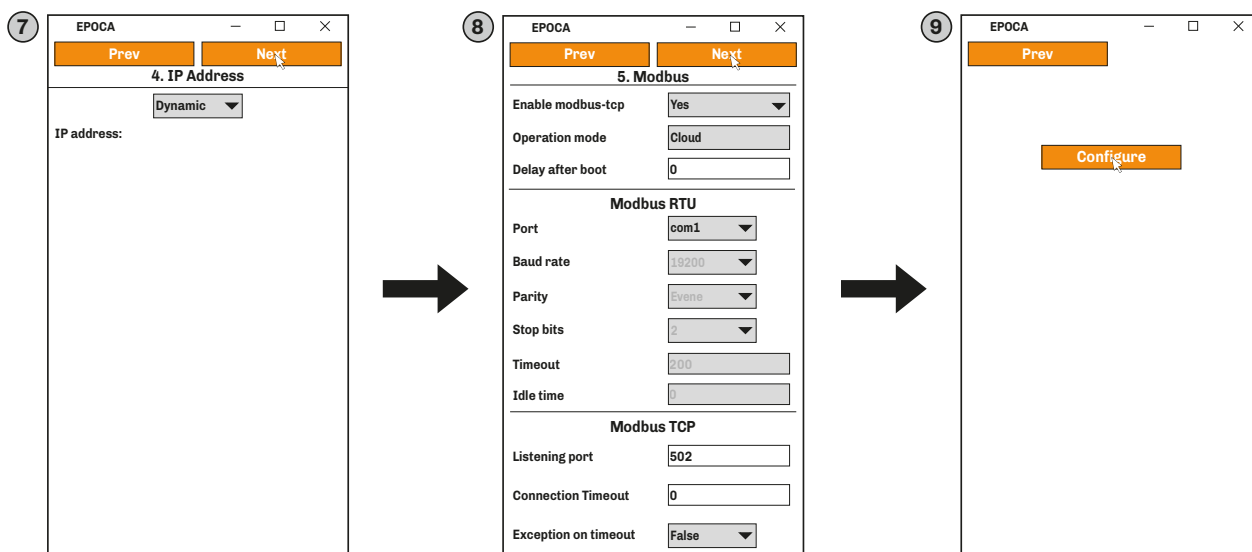 7
EPOCA
Prev
Next
4. IP Address
Dynamic
IP address:
8
EPOCA
Prev
Next
5. Modbus
Enable modbus-tcp
Yes
Operation mode
Cloud
Delay after boot
0
Modbus RTU
Port
com1
Baud rate
19200
Parity
Evene
Stop bits
2
Timeout
200
Idle time
0
Modbus TCP
Listening port
502
Connection Timeout
0
Exception on timeout
False
9
EPOCA
Prev
Configure